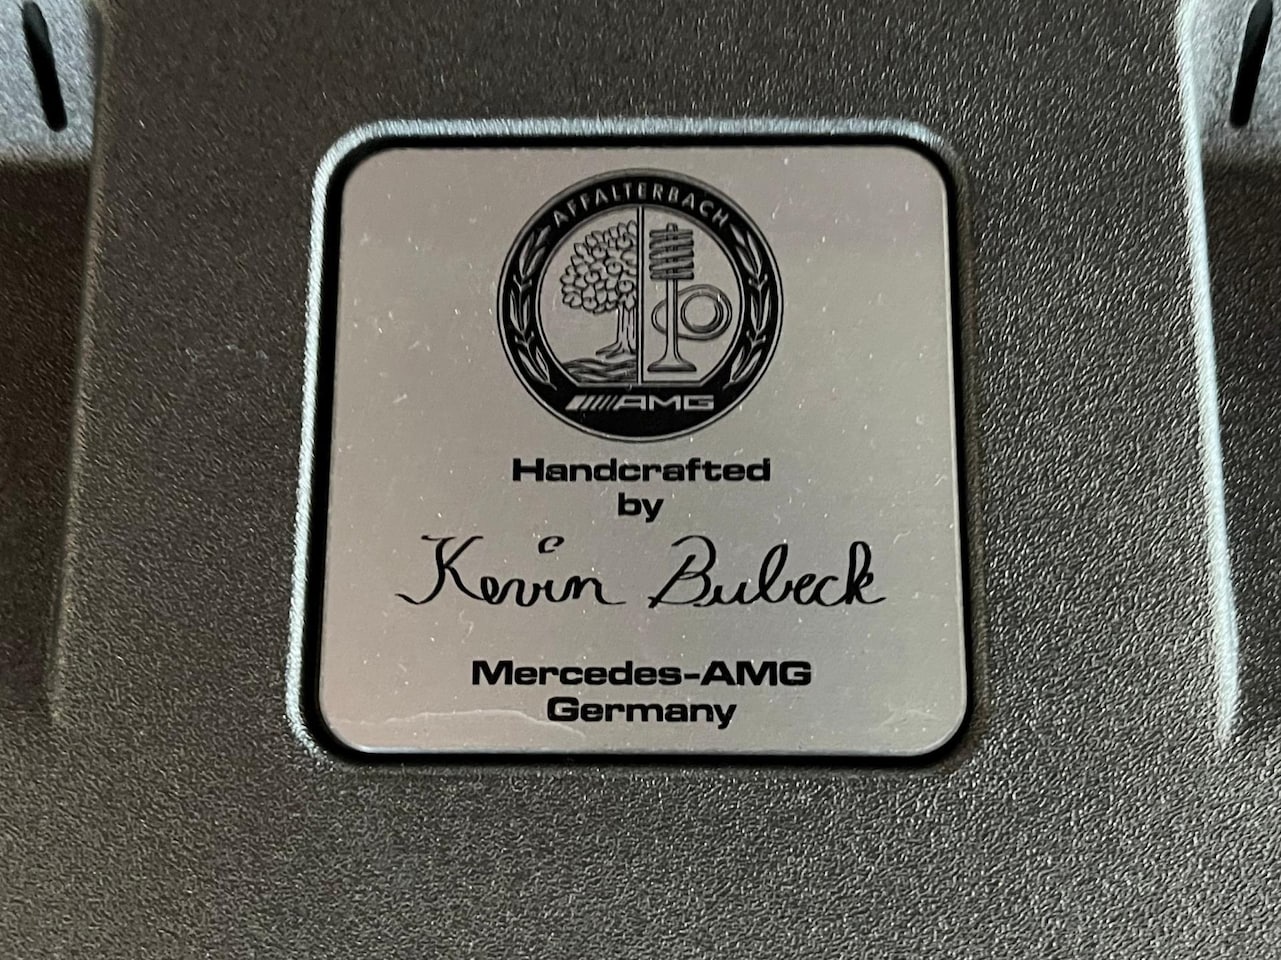 AFFALTERBACH
AMG
Handcrafted
by
Kevin Bubeck
Mercedes-AMG
Germany